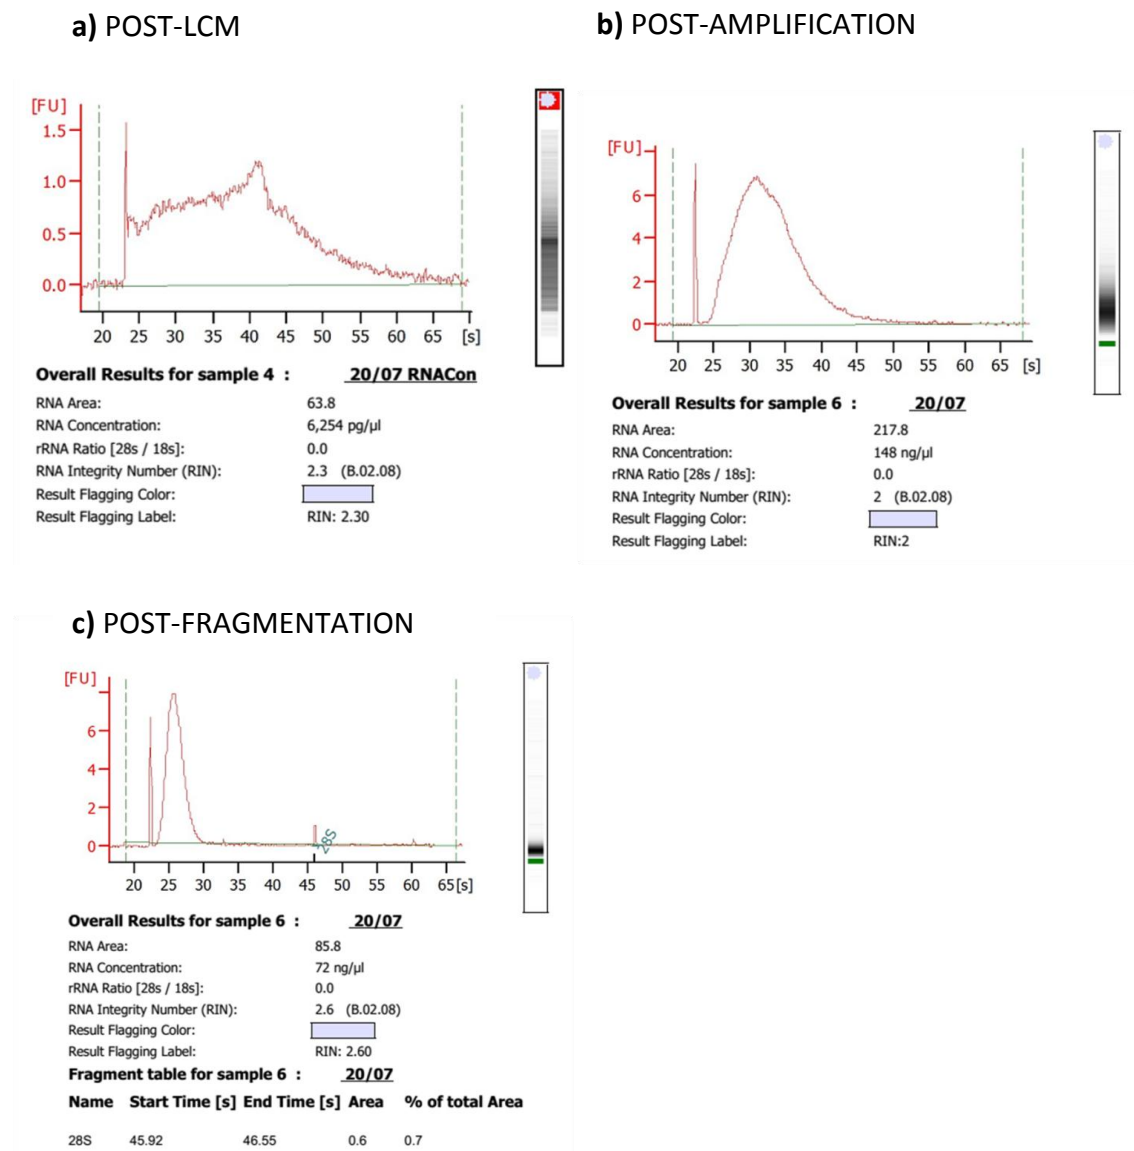 a) POST-LCM
[FU]
1.5
1.0
0.5
0.0
20 25 30 35 40 45 50 55 60 65 [s]
Overall Results for sample 4 : 20/07 RNACon
RNA Area: 63.8
RNA Concentration: 6,254 pg/µl
rRNA Ratio [28s / 18s]: 0.0
RNA Integrity Number (RIN): 2.3 (B.02.08)
Result Flagging Color:
Result Flagging Label: RIN: 2.30
b) POST-AMPLIFICATION
[FU]
6
4
2
0
20 25 30 35 40 45 50 55 60 65 [s]
Overall Results for sample 6 : 20/07
RNA Area: 217.8
RNA Concentration: 148 ng/µl
rRNA Ratio [28s / 18s]: 0.0
RNA Integrity Number (RIN): 2 (B.02.08)
Result Flagging Color:
Result Flagging Label: RIN:2
c) POST-FRAGMENTATION
[FU]
6
4
2
0
28S
20 25 30 35 40 45 50 55 60 65 [s]
Overall Results for sample 6 : 20/07
RNA Area: 85.8
RNA Concentration: 72 ng/µl
rRNA Ratio [28s / 18s]: 0.0
RNA Integrity Number (RIN): 2.6 (B.02.08)
Result Flagging Color:
Result Flagging Label: RIN: 2.60
Fragment table for sample 6 : 20/07
Name Start Time [s] End Time [s] Area % of total Area
28S 45.92 46.55 0.6 0.7